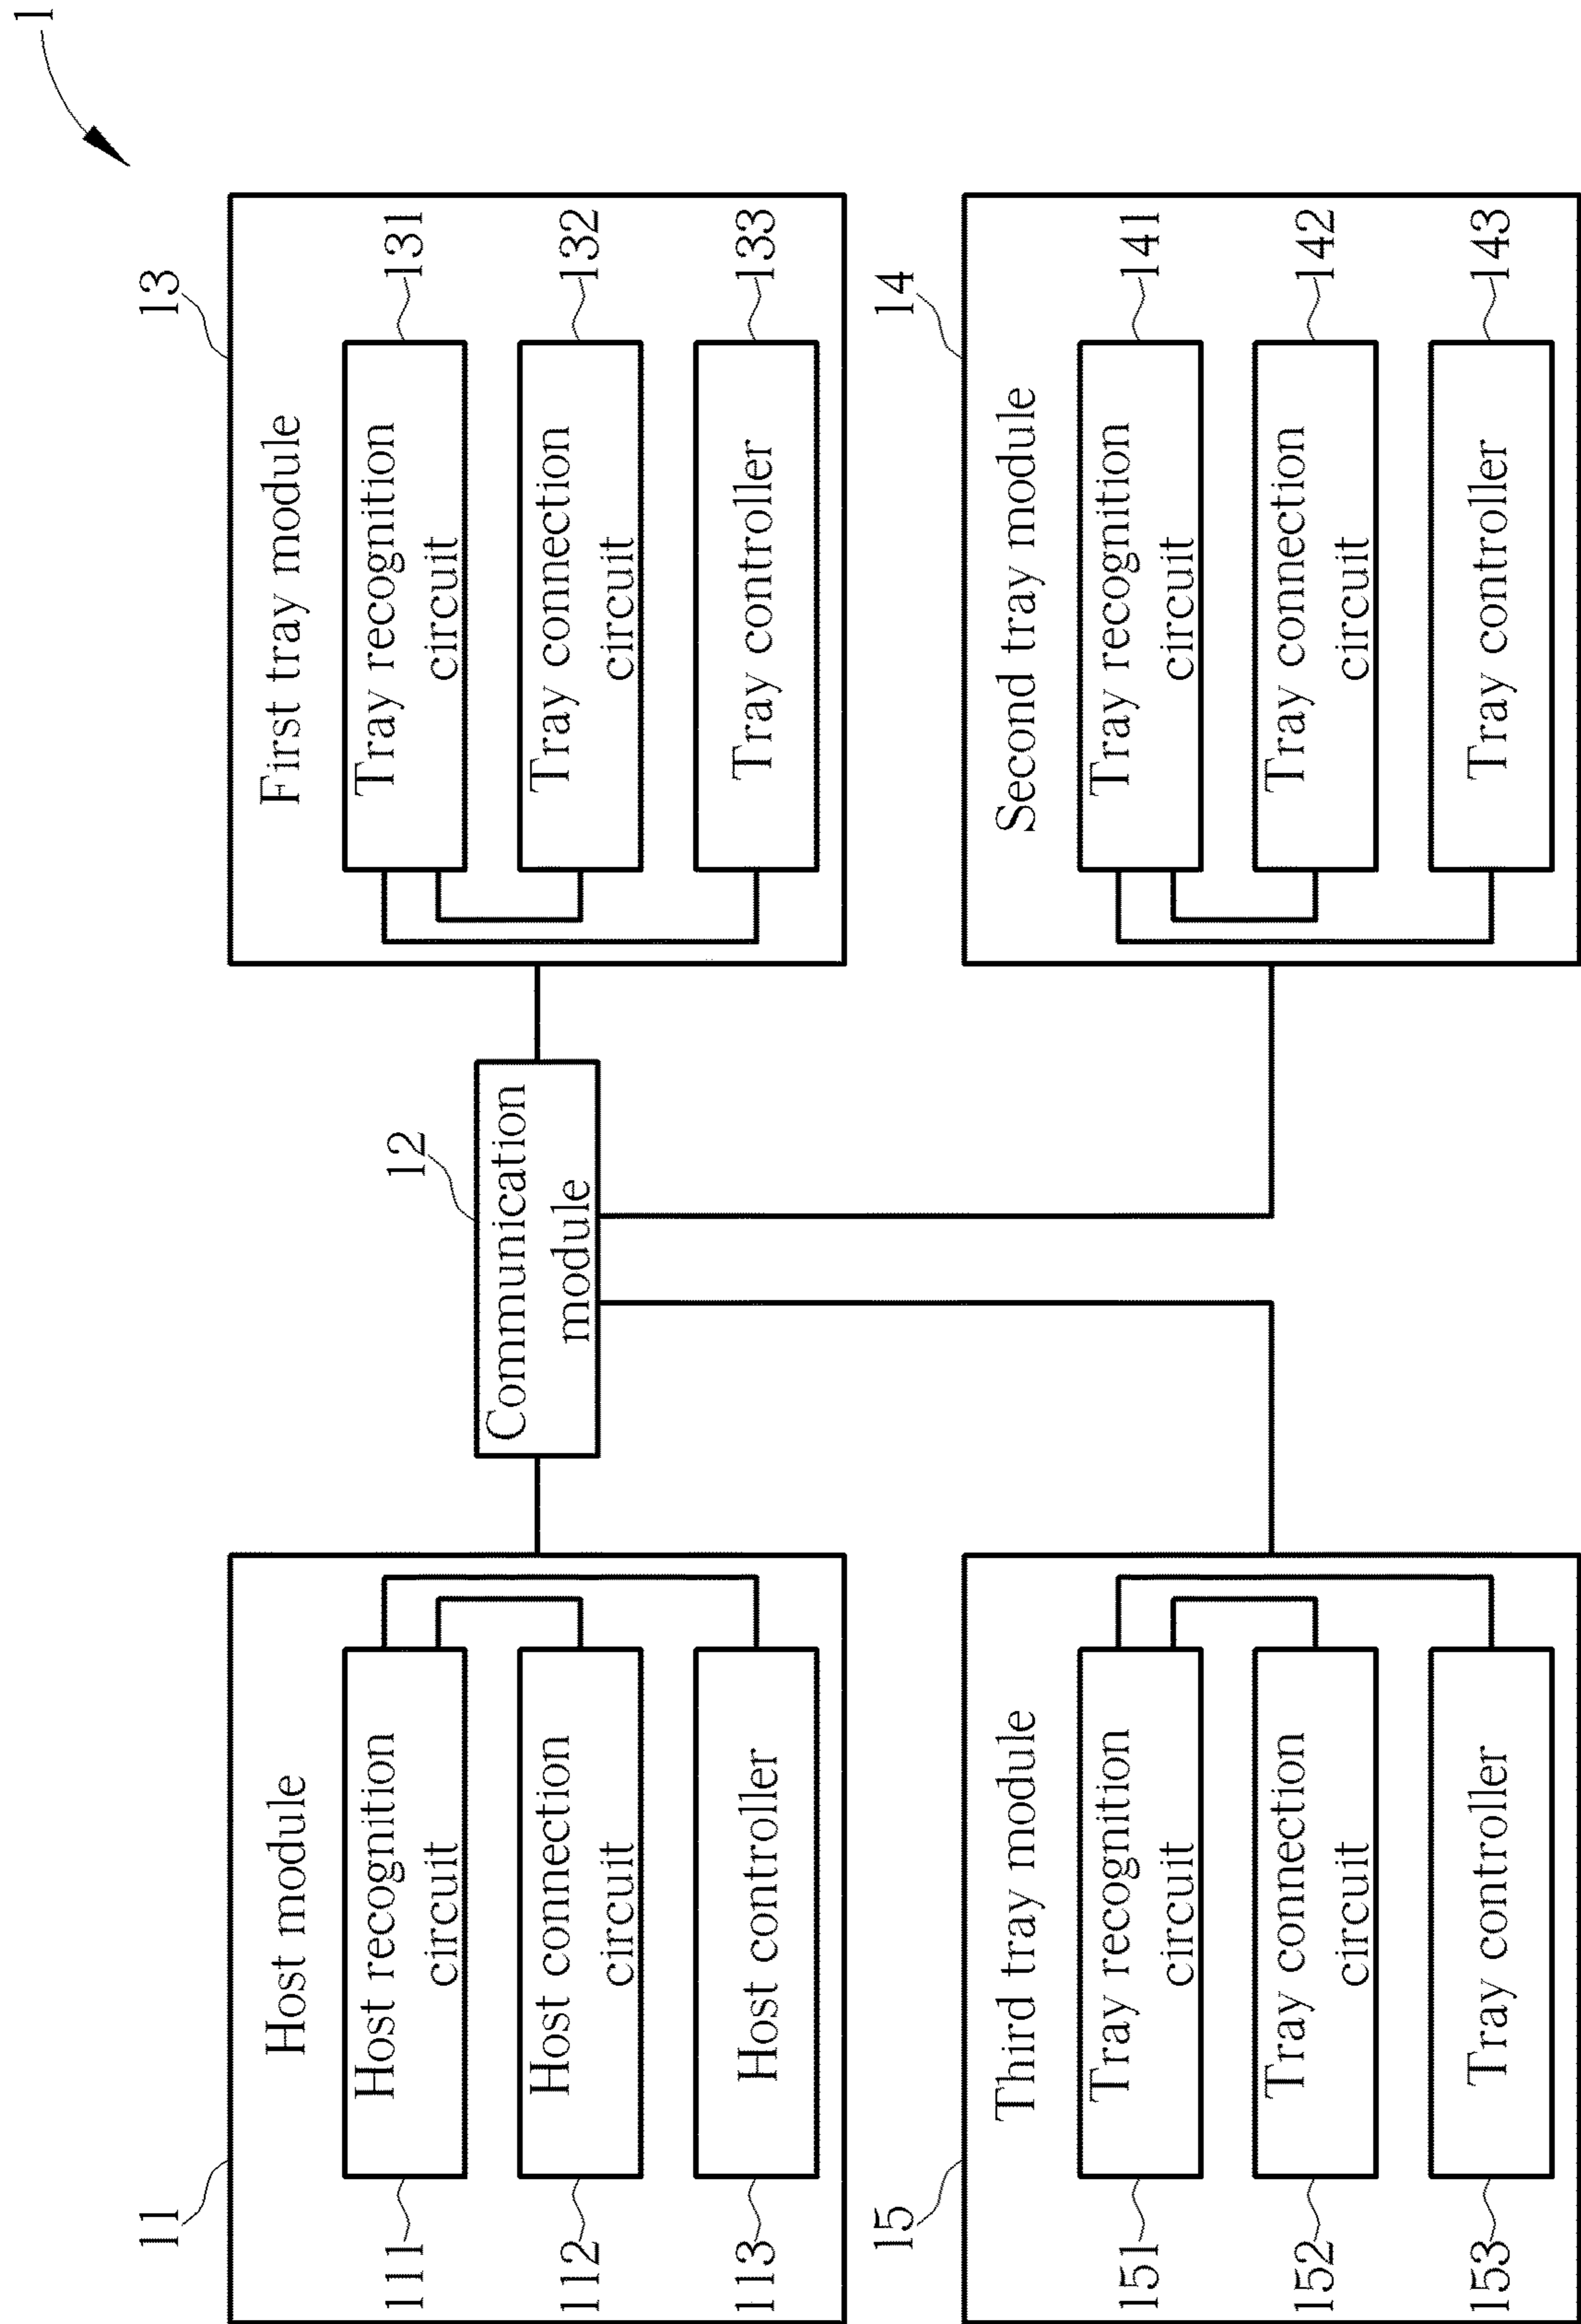 1
11
Host module
Host recognition
circuit
111
Host connection
circuit
112
Host controller
113
12
Communication
module
13
First tray module
Tray recognition
circuit
131
Tray connection
circuit
132
Tray controller
133
15
Third tray module
Tray recognition
circuit
151
Tray connection
circuit
152
Tray controller
153
14
Second tray module
Tray recognition
circuit
141
Tray connection
circuit
142
Tray controller
143